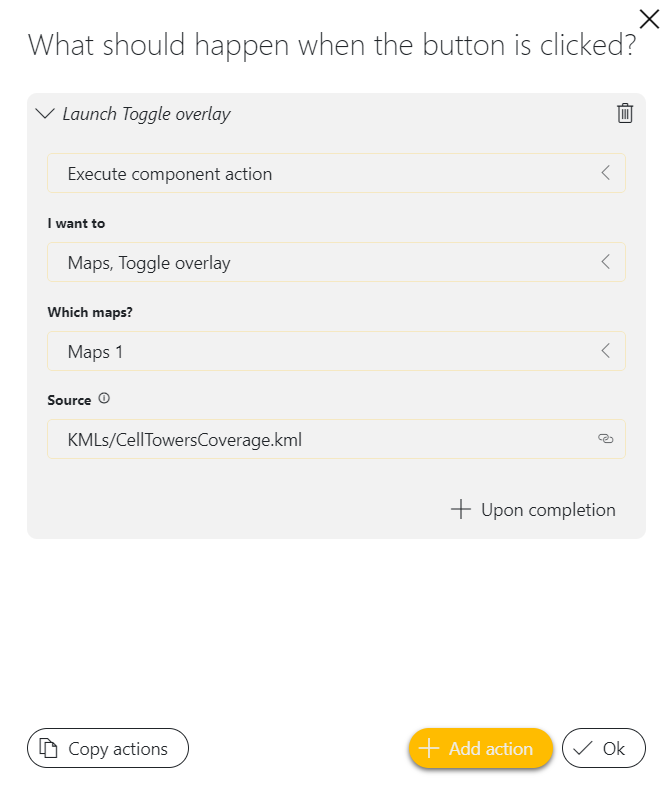 What should happen when the button is clicked?
Launch Toggle overlay
Execute component action
I want to
Maps, Toggle overlay
Which maps?
Maps 1
Source
KMLs/CellTowersCoverage.kml
Upon completion
Copy actions
Add action
Ok